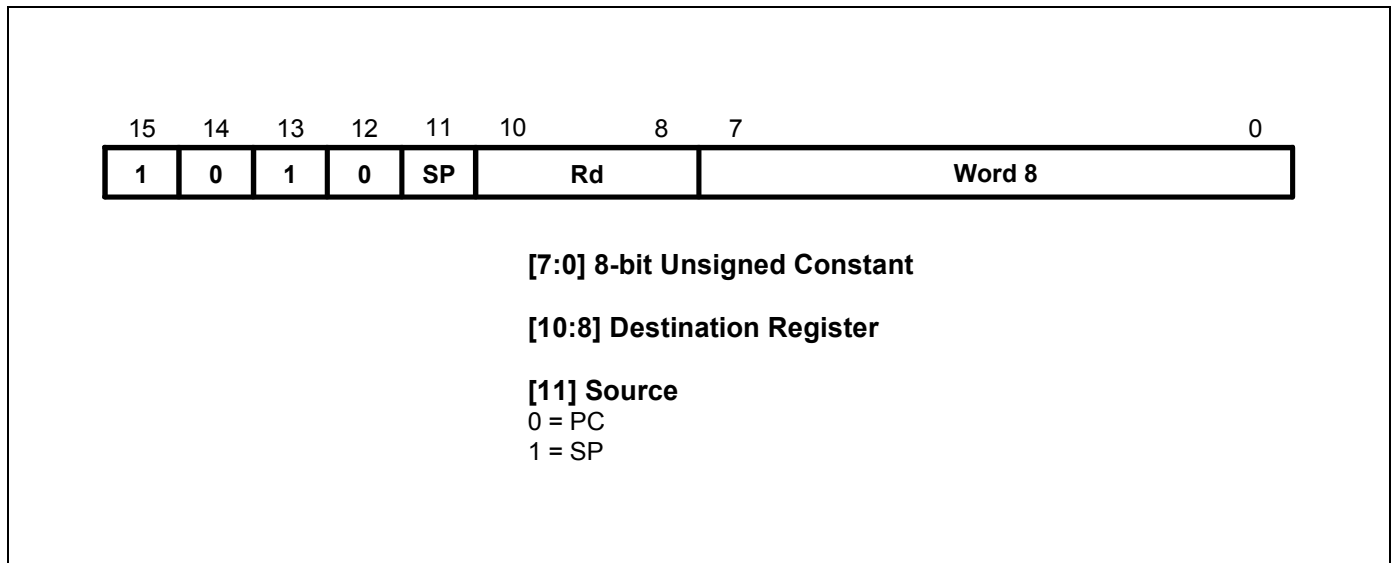 15 14 13 12 11 10 8 7 0
1 0 1 0 SP Rd Word 8
[7:0] 8-bit Unsigned Constant
[10:8] Destination Register
[11] Source
0 = PC
1 = SP